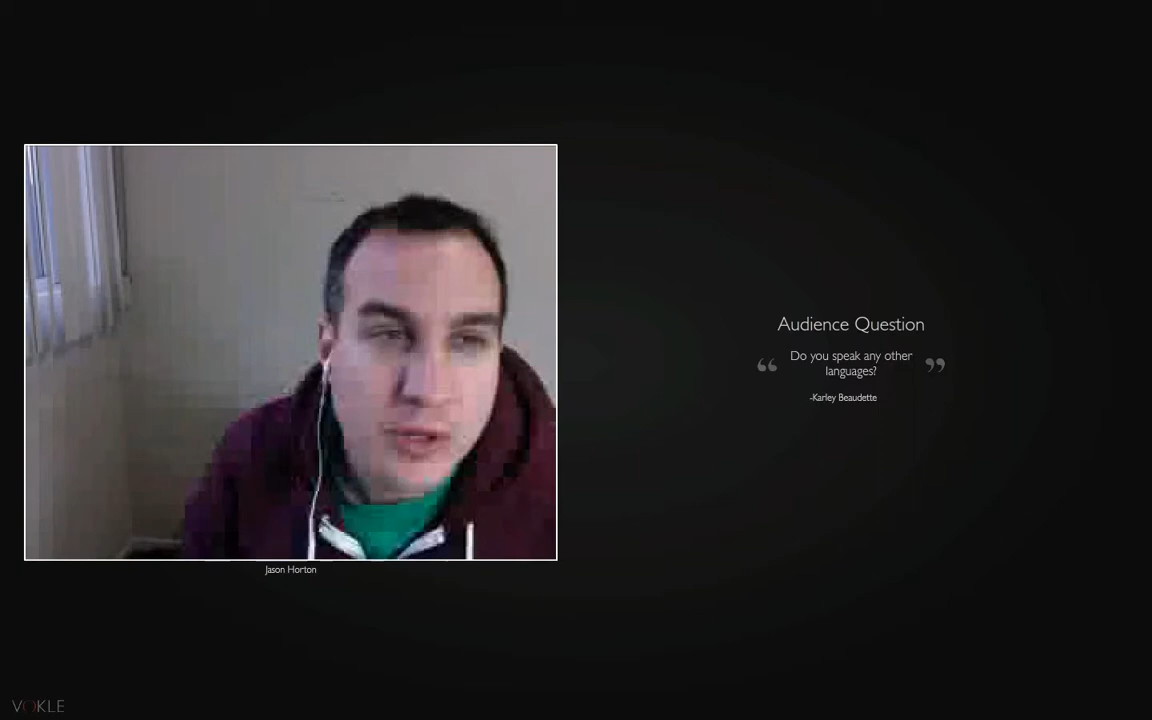 Audience Question
“ Do you speak any other ”
languages?
-Karley Beaudette
Jason Horton
VOKLE